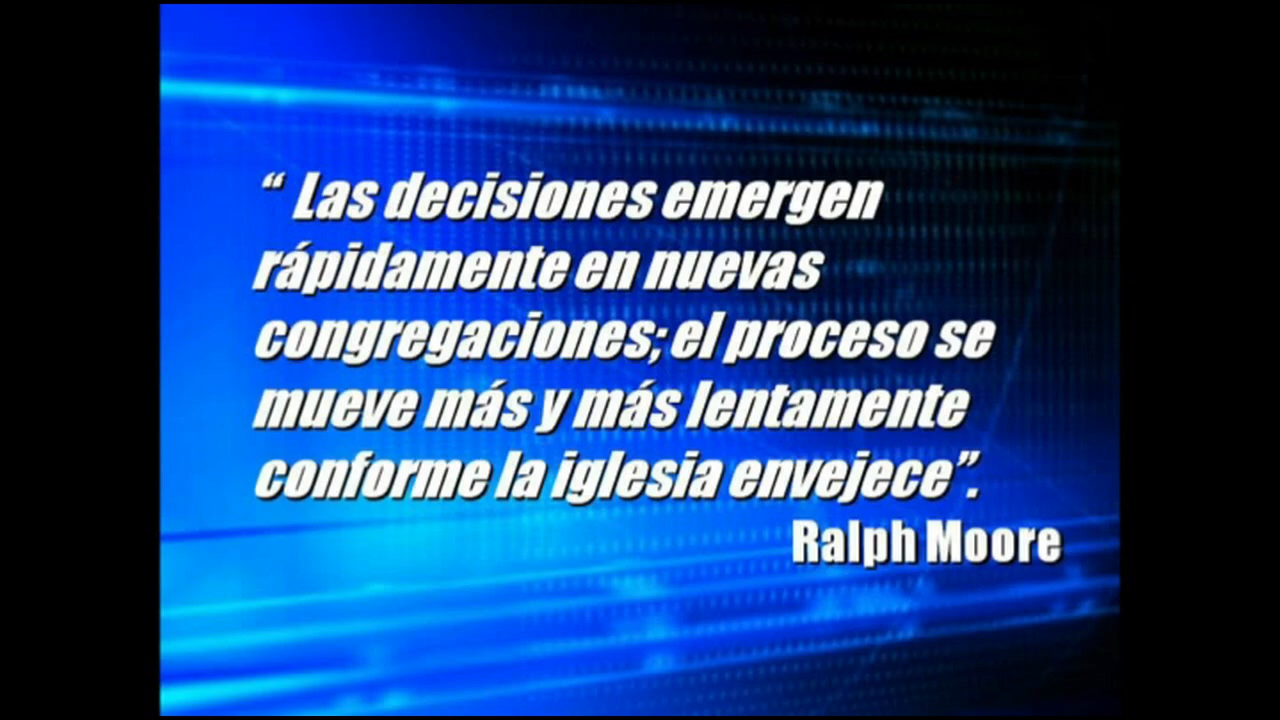 “ Las decisiones emergen
rápidamente en nuevas
congregaciones; el proceso se
mueve más y más lentamente
conforme la iglesia envejece”.
Ralph Moore